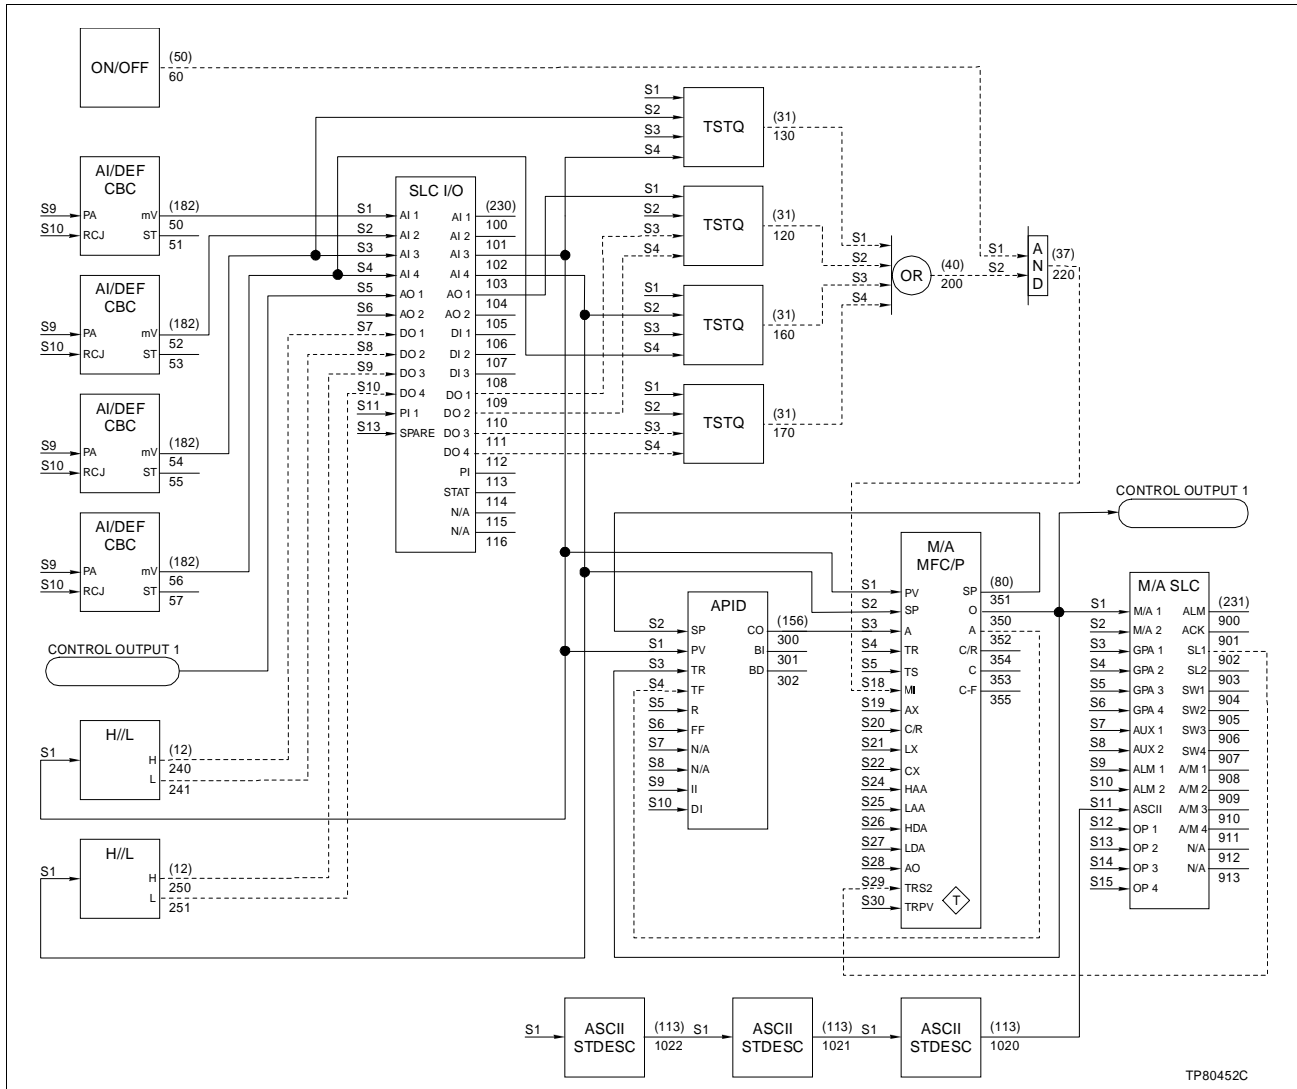 ON/OFF
(50)
60
AI/DEF
CBC
S9
PA
S10
RCJ
mV
(182)
50
ST
51
AI/DEF
CBC
S9
PA
S10
RCJ
mV
(182)
52
ST
53
AI/DEF
CBC
S9
PA
S10
RCJ
mV
(182)
54
ST
55
AI/DEF
CBC
S9
PA
S10
RCJ
mV
(182)
56
ST
57
CONTROL OUTPUT 1
S1
H//L
H
(12)
240
L
241
S1
H//L
H
(12)
250
L
251
SLC I/O
S1 AI 1
S2 AI 2
S3 AI 3
S4 AI 4
S5 AO 1
S6 AO 2
S7 DO 1
S8 DO 2
S9 DO 3
S10 DO 4
S11 PI 1
S13 SPARE
AI 1 (230)
100
AI 2
101
AI 3
102
AI 4
103
AO 1
104
AO 2
105
DI 1
106
DI 2
107
DI 3
108
DO 1
109
DO 2
110
DO 3
111
DO 4
112
PI
113
STAT
114
N/A
115
N/A
116
S1
S2
S3
S4
TSTQ
(31)
130
S1
S2
S3
S4
TSTQ
(31)
120
S1
S2
S3
S4
TSTQ
(31)
160
S1
S2
S3
S4
TSTQ
(31)
170
S1
S2
S3
S4
OR
(40)
200
S1
S2
A
N
D
(37)
220
APID
S2 SP
S1 PV
S3 TR
S4 TF
S5 R
S6 FF
S7 N/A
S8 N/A
S9 II
S10 DI
CO (156)
300
BI
301
BD
302
M/A
MFC/P
S1 PV
S2 SP
S3 A
S4 TR
S5 TS
S18 MI
S19 AX
S20 C/R
S21 LX
S22 CX
S24 HAA
S25 LAA
S26 HDA
S27 LDA
S28 AO
S29 TRS2
S30 TRPV
SP (80)
351
O
350
A
352
C/R
354
C
353
C-F
355
T
CONTROL OUTPUT 1
M/A SLC
S1 M/A 1
S2 M/A 2
S3 GPA 1
S4 GPA 2
S5 GPA 3
S6 GPA 4
S7 AUX 1
S8 AUX 2
S9 ALM 1
S10 ALM 2
S11 ASCII
S12 OP 1
S13 OP 2
S14 OP 3
S15 OP 4
ALM (231)
900
ACK
901
SL1
902
SL2
903
SW1
904
SW2
905
SW3
906
SW4
907
A/M 1
908
A/M 2
909
A/M 3
910
A/M 4
911
N/A
912
N/A
913
S1
ASCII
STDESC
(113)
1022
S1
ASCII
STDESC
(113)
1021
S1
ASCII
STDESC
(113)
1020
TP80452C